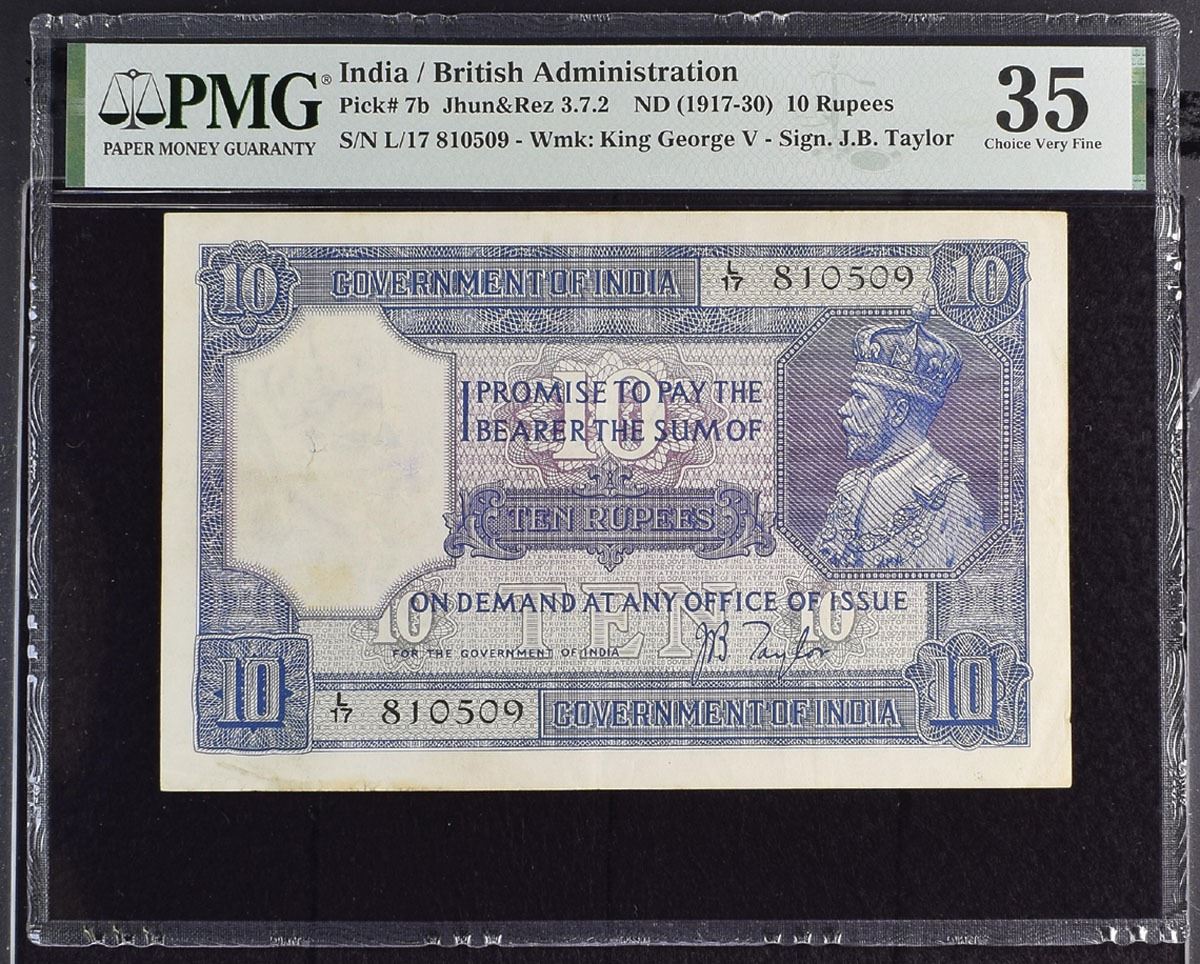 PMG®
PAPER MONEY GUARANTY
India / British Administration
Pick# 7b Jhun&Rez 3.7.2 ND (1917-30) 10 Rupees
S/N L/17 810509 - Wmk: King George V - Sign. J.B. Taylor
35
Choice Very Fine
10
GOVERNMENT OF INDIA
L/17 810509
10
10
I PROMISE TO PAY THE
BEARER THE SUM OF
TEN RUPEES
ON DEMAND AT ANY OFFICE OF ISSUE
10 TEN 10
FOR THE GOVERNMENT OF INDIA
JB Taylor
10
L/17 810509
GOVERNMENT OF INDIA
10